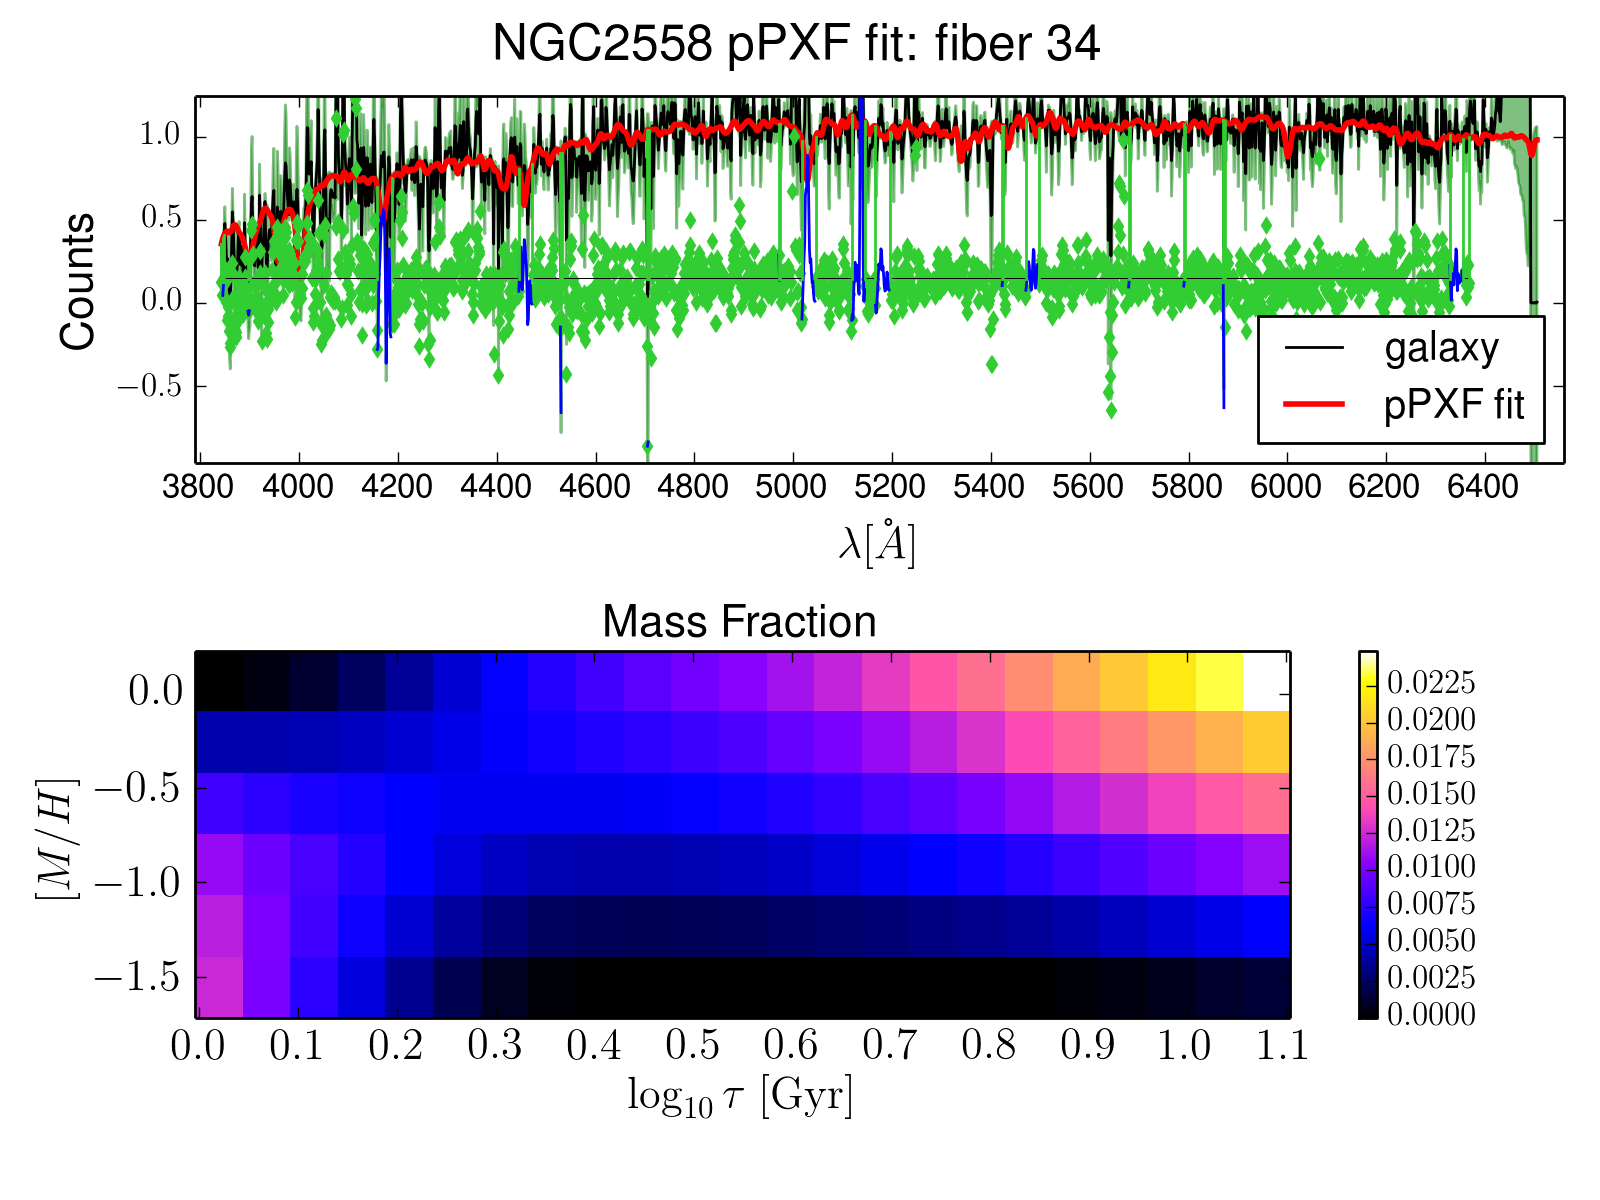 NGC2558 pPXF fit: fiber 34
Counts
1.0
0.5
0.0
−0.5
galaxy
pPXF fit
3800 4000 4200 4400 4600 4800 5000 5200 5400 5600 5800 6000 6200 6400
λ[Å]
Mass Fraction
[M/H]
0.0
−0.5
−1.0
−1.5
0.0 0.1 0.2 0.3 0.4 0.5 0.6 0.7 0.8 0.9 1.0 1.1
log₁₀ τ [Gyr]
0.0225
0.0200
0.0175
0.0150
0.0125
0.0100
0.0075
0.0050
0.0025
0.0000